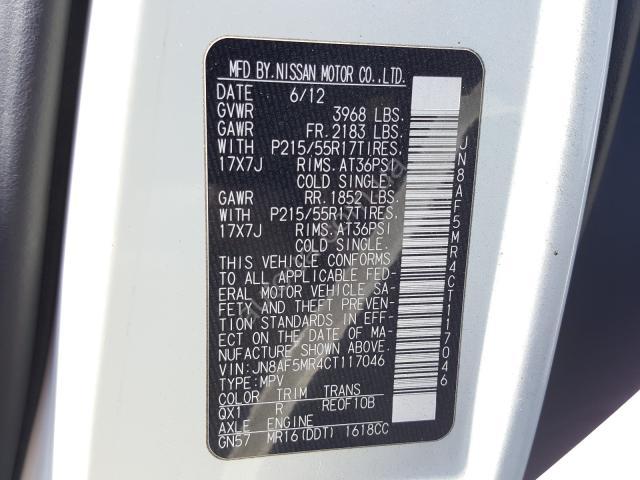 MFD BY.NISSAN MOTOR CO.,LTD.
DATE 6/12
GVWR 3968 LBS.
GAWR FR.2183 LBS.
WITH P215/55R17TIRES.
17X7J RIMS.AT36PSI
COLD SINGLE.
GAWR RR.1852 LBS.
WITH P215/55R17TIRES.
17X7J RIMS.AT36PSI
COLD SINGLE.
THIS VEHICLE CONFORMS
TO ALL APPLICABLE FED-
ERAL MOTOR VEHICLE SA-
FETY AND THEFT PREVEN-
TION STANDARDS IN EFF-
ECT ON THE DATE OF MA-
NUFACTURE SHOWN ABOVE.
VIN:JN8AF5MR4CT117046
TYPE:MPV
COLOR TRIM TRANS
QX1 R REOF10B
AXLE ENGINE
GN57 MR16(DDT) 1618CC
JN8AF5MR4CT117046